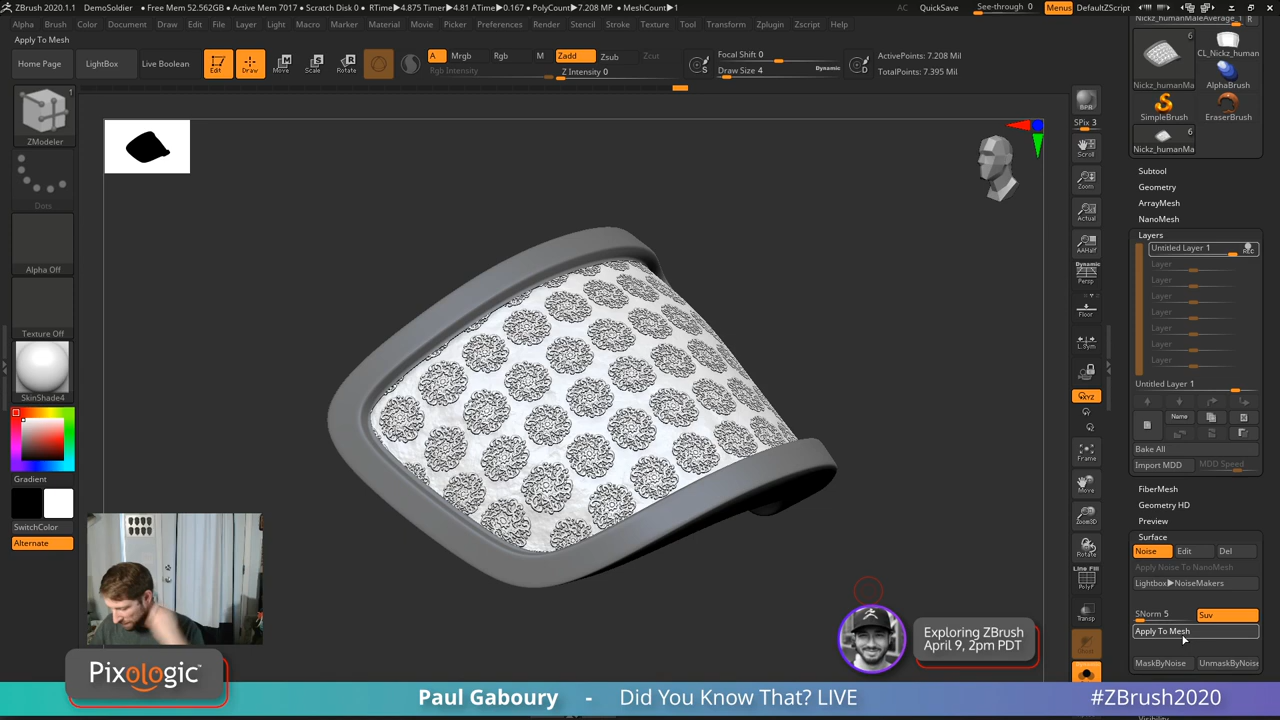 ZBrush 2020.1.1 DemoSoldier • Free Mem 52.562GB • Active Mem 7017 • Scratch Disk 0 • RTime▶4.875 Timer▶4.81 ATime▶0.167 • PolyCount▶7.208 MP • MeshCount▶1 AC QuickSave See-through 0 Menus DefaultZScript
Alpha Brush Color Document Draw Edit File Layer Light Macro Marker Material Movie Picker Preferences Render Stencil Stroke Texture Tool Transform Zplugin Zscript Help
Apply To Mesh
Home Page LightBox Live Boolean Edit Draw Move Scale Rotate
A Mrgb Rgb M Zadd Zsub Zcut
Rgb Intensity Z Intensity 0
Focal Shift 0
Draw Size 4 Dynamic
S D
ActivePoints: 7.208 Mil
TotalPoints: 7.395 Mil
1
ZModeler
Dots
Alpha Off
Texture Off
SkinShade4
Gradient
SwitchColor
Alternate
BPR
SPix 3
Scroll
Zoom
Actual
AAHalf
Dynamic
Persp
Floor
L.Sym
XYZ
Frame
Move
Zoom3D
Rotate
Line Fill
PolyF
Transp
Ghost
Nickz_humanMaleAverage_1 R
6
Nickz_humanMa
CL_Nickz_human
AlphaBrush
SimpleBrush
EraserBrush
6
Nickz_humanMa
Subtool
Geometry
ArrayMesh
NanoMesh
Layers
Untitled Layer 1 REC
Layer
Layer
Layer
Layer
Layer
Layer
Layer
Untitled Layer 1
Name
Bake All
Import MDD MDD Speed
FiberMesh
Geometry HD
Preview
Surface
Noise Edit Del
Apply Noise To NanoMesh
Lightbox▶NoiseMakers
SNorm 5 Suv
Apply To Mesh
MaskByNoise UnmaskByNoise
Visibility
Exploring ZBrush
April 9, 2pm PDT
Pixologic™
Paul Gaboury - Did You Know That? LIVE #ZBrush2020